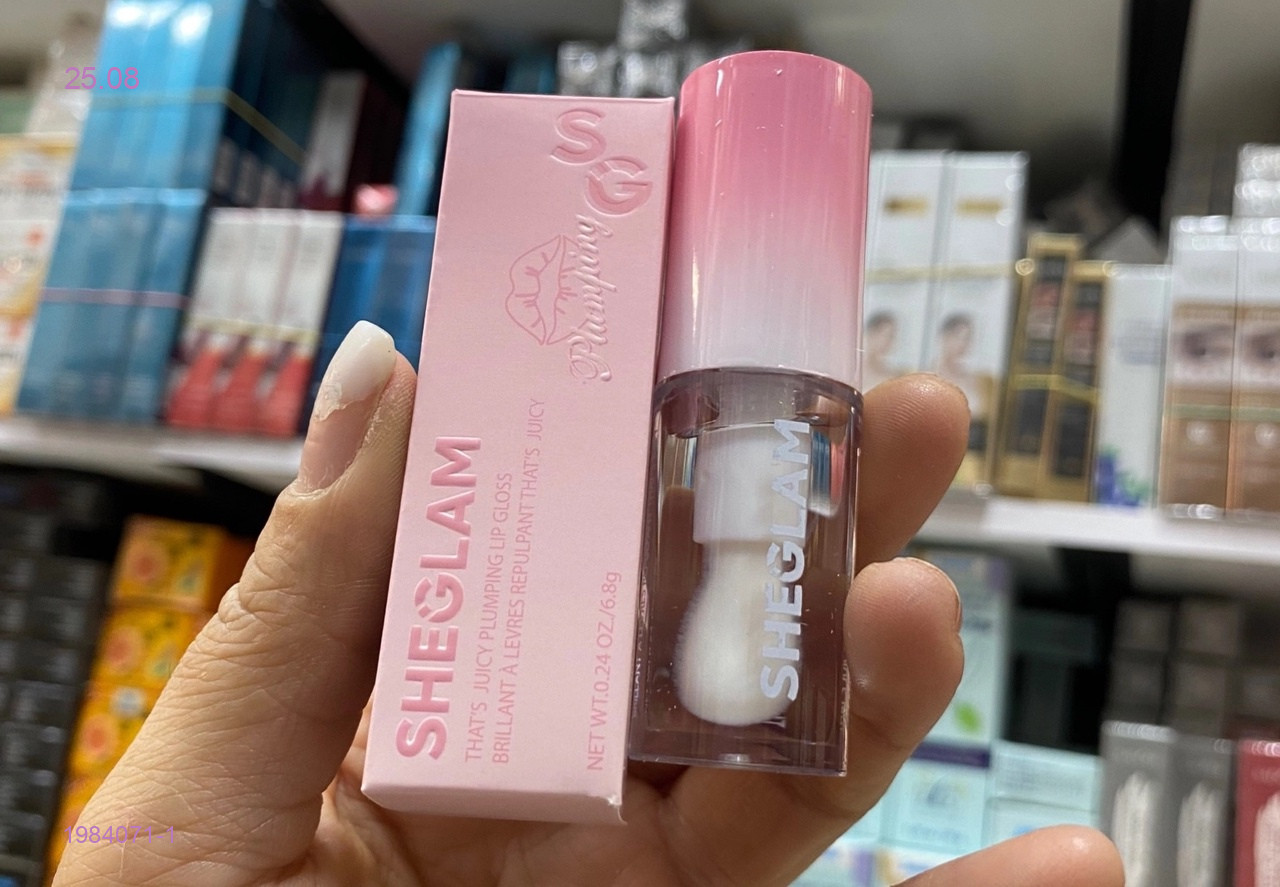 25.08
SG
Plumping
SHEGLAM
THAT'S JUICY PLUMPING LIP GLOSS
BRILLANT À LEVRES REPULPANT THAT'S JUICY
NET WT.0.24 OZ./6.8g
SHEGLAM
1984071-1